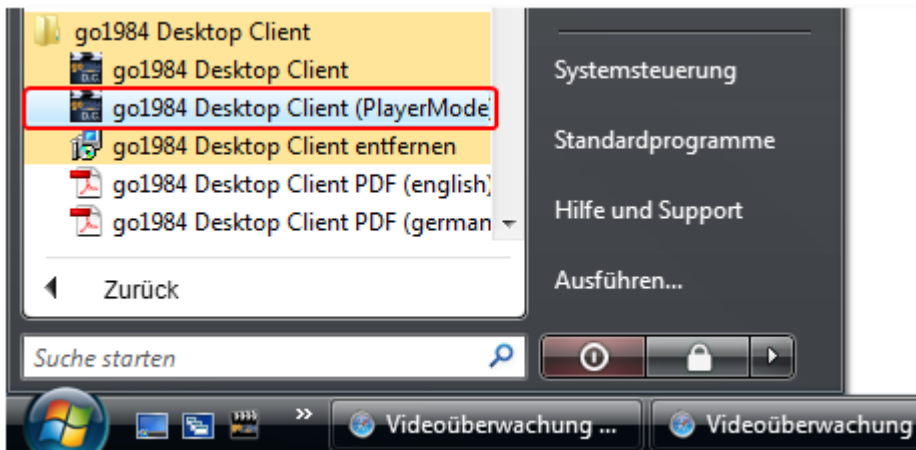 go1984 Desktop Client
go1984 Desktop Client
go1984 Desktop Client (PlayerMode)
go1984 Desktop Client entfernen
go1984 Desktop Client PDF (english)
go1984 Desktop Client PDF (german
Zurück
Suche starten
Systemsteuerung
Standardprogramme
Hilfe und Support
Ausführen...
Videoüberwachung ...
Videoüberwachung